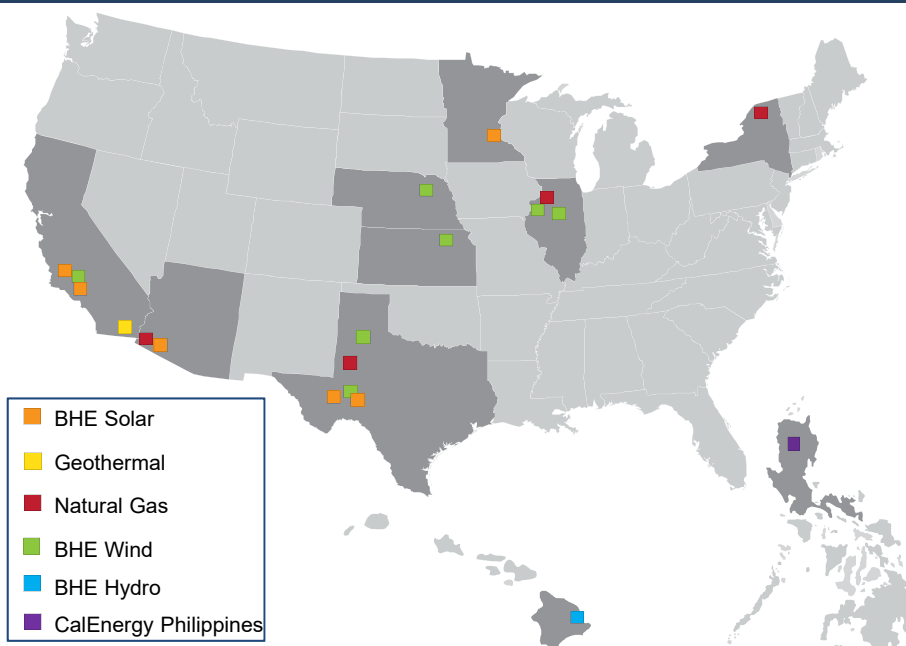 BHE Solar
Geothermal
Natural Gas
BHE Wind
BHE Hydro
CalEnergy Philippines